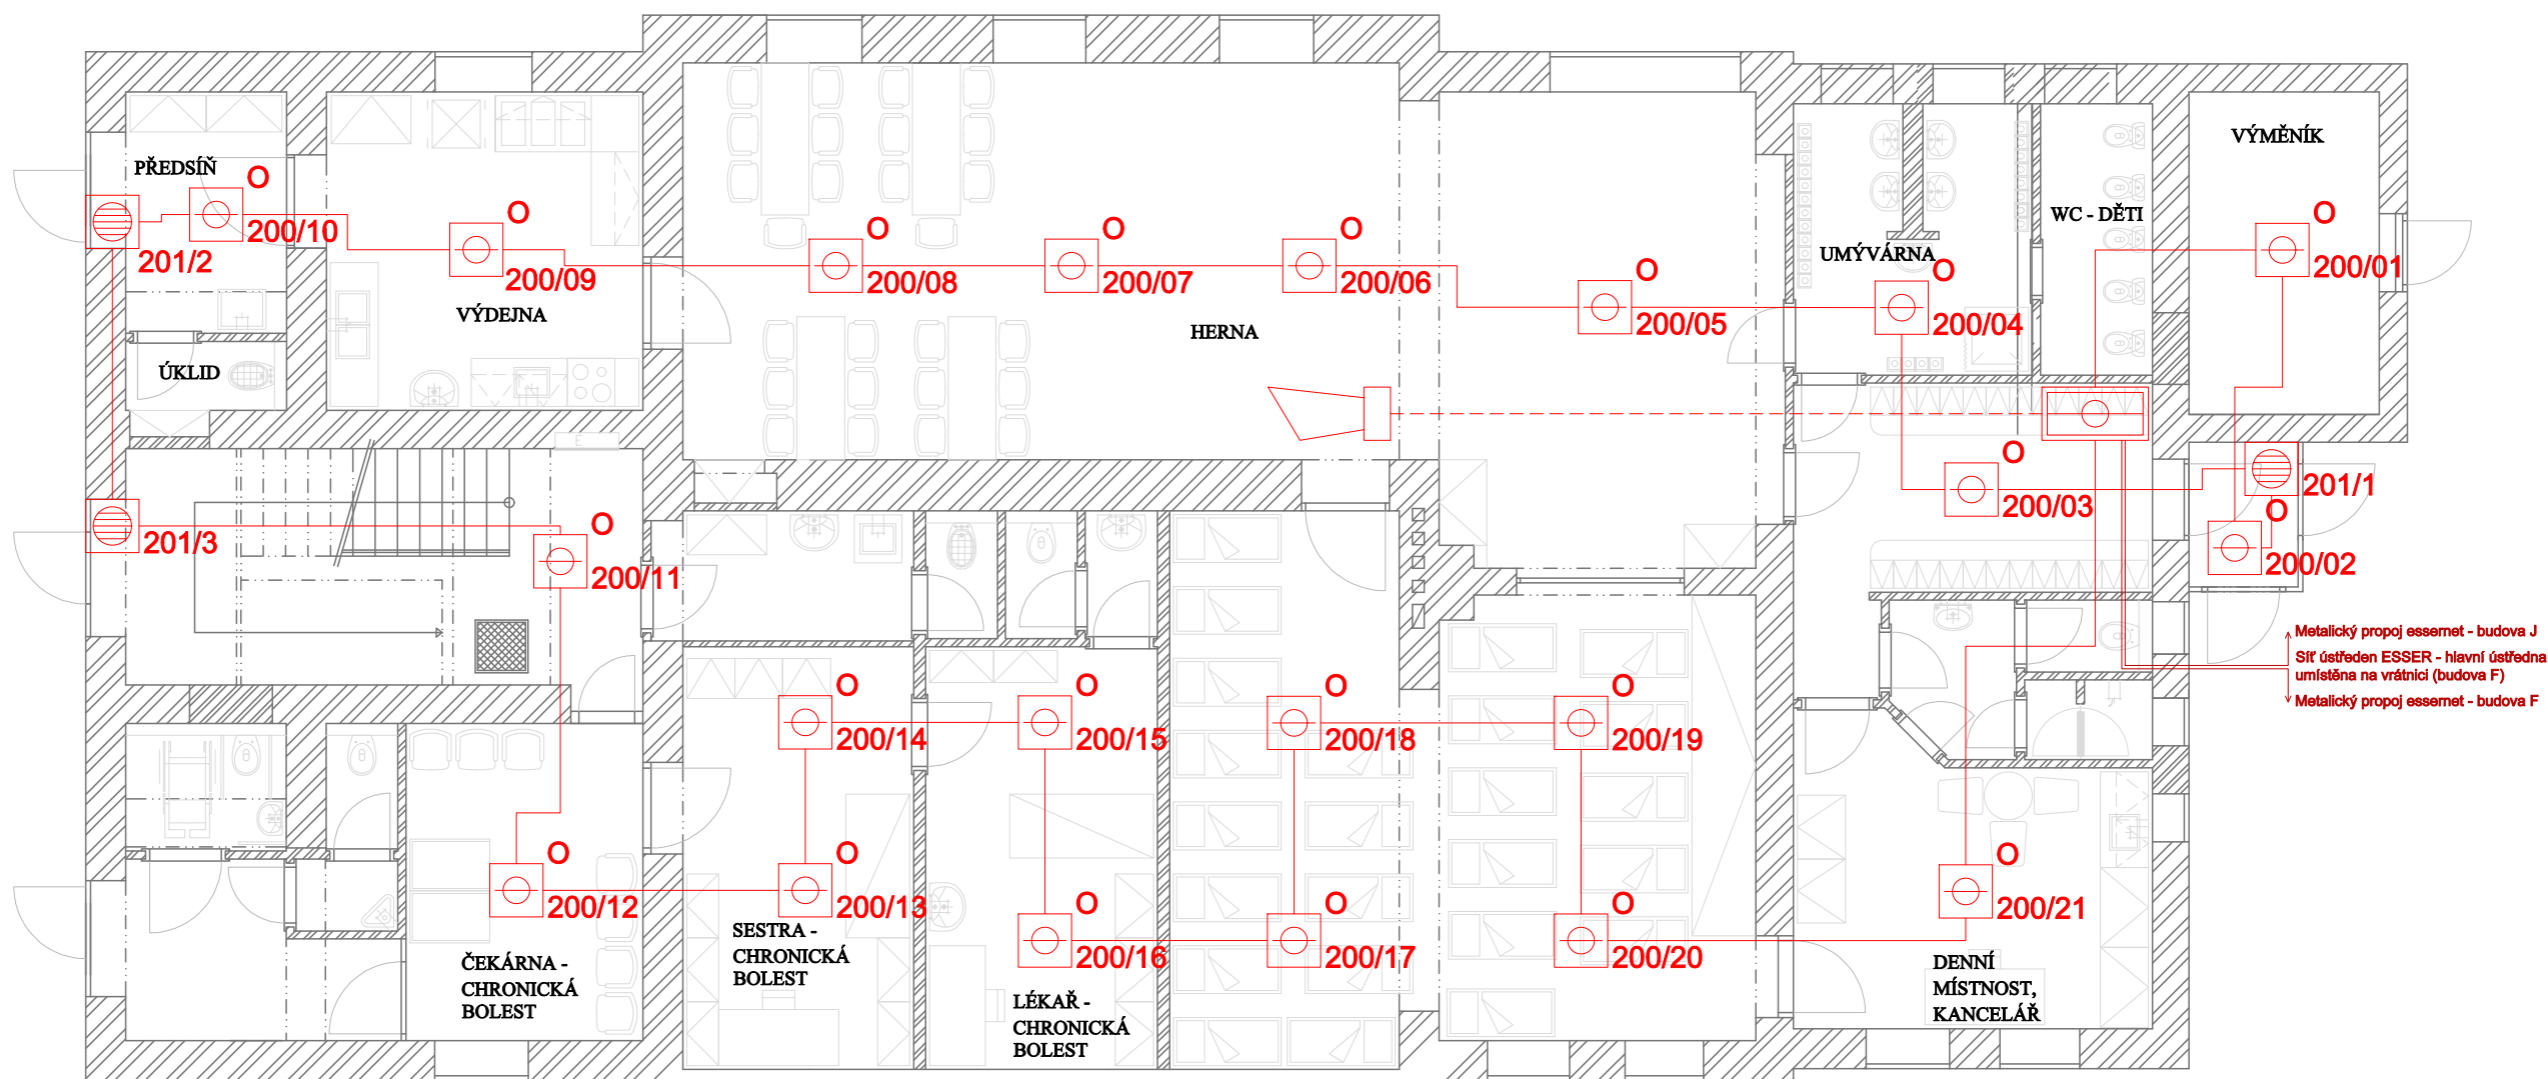 PŘEDSÍŇ
O
200/10
201/2
O
200/09
VÝDEJNA
ÚKLID
O
200/08
O
200/07
O
200/06
HERNA
O
200/05
UMÝVÁRNA
O
200/04
WC - DĚTI
VÝMĚNÍK
O
200/01
E
201/3
O
200/11
O
200/03
201/1
O
200/02
Metalický propoj essernet - budova J
Síť ústředen ESSER - hlavní ústředna
umístěna na vrátnici (budova F)
Metalický propoj essernet - budova F
O
200/14
O
200/15
O
200/18
O
200/19
O
200/12
O
200/13
O
200/16
O
200/17
O
200/20
O
200/21
ČEKÁRNA -
CHRONICKÁ
BOLEST
SESTRA -
CHRONICKÁ
BOLEST
LÉKAŘ -
CHRONICKÁ
BOLEST
DENNÍ
MÍSTNOST,
KANCELÁŘ